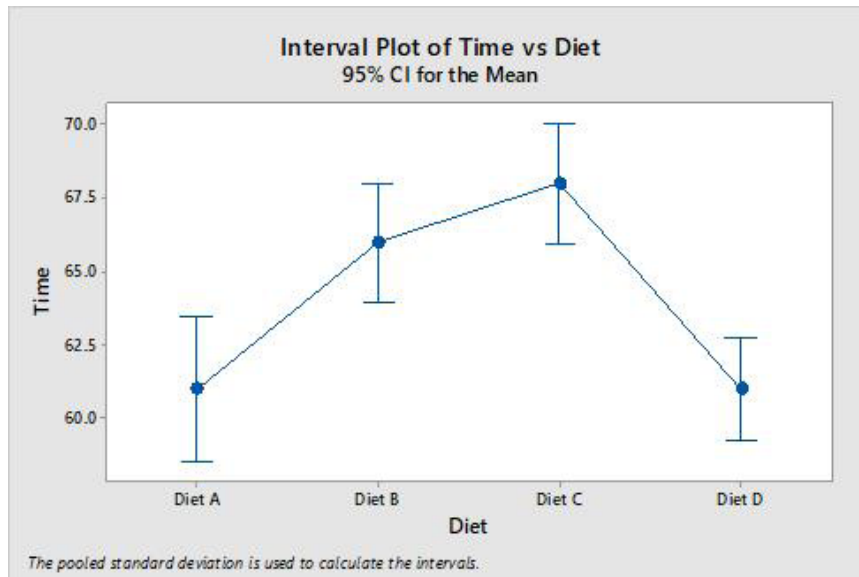 Interval Plot of Time vs Diet
95% CI for the Mean
70.0
67.5
65.0
62.5
60.0
Time
Diet A
Diet B
Diet C
Diet D
Diet
The pooled standard deviation is used to calculate the intervals.